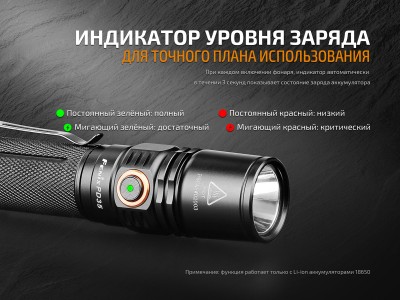 ИНДИКАТОР УРОВНЯ ЗАРЯДА
ДЛЯ ТОЧНОГО ПЛАНА ИСПОЛЬЗОВАНИЯ
При каждом включении фонаря, индикатор автоматически
в течении 3 секунд показывает состояние заряда аккумулятора
Постоянный зелёный: полный
Постоянный красный: низкий
Мигающий зелёный: достаточный
Мигающий красный: критический
Fenix PD35
Примечание: функция работает только с Li-ion аккумуляторами 18650